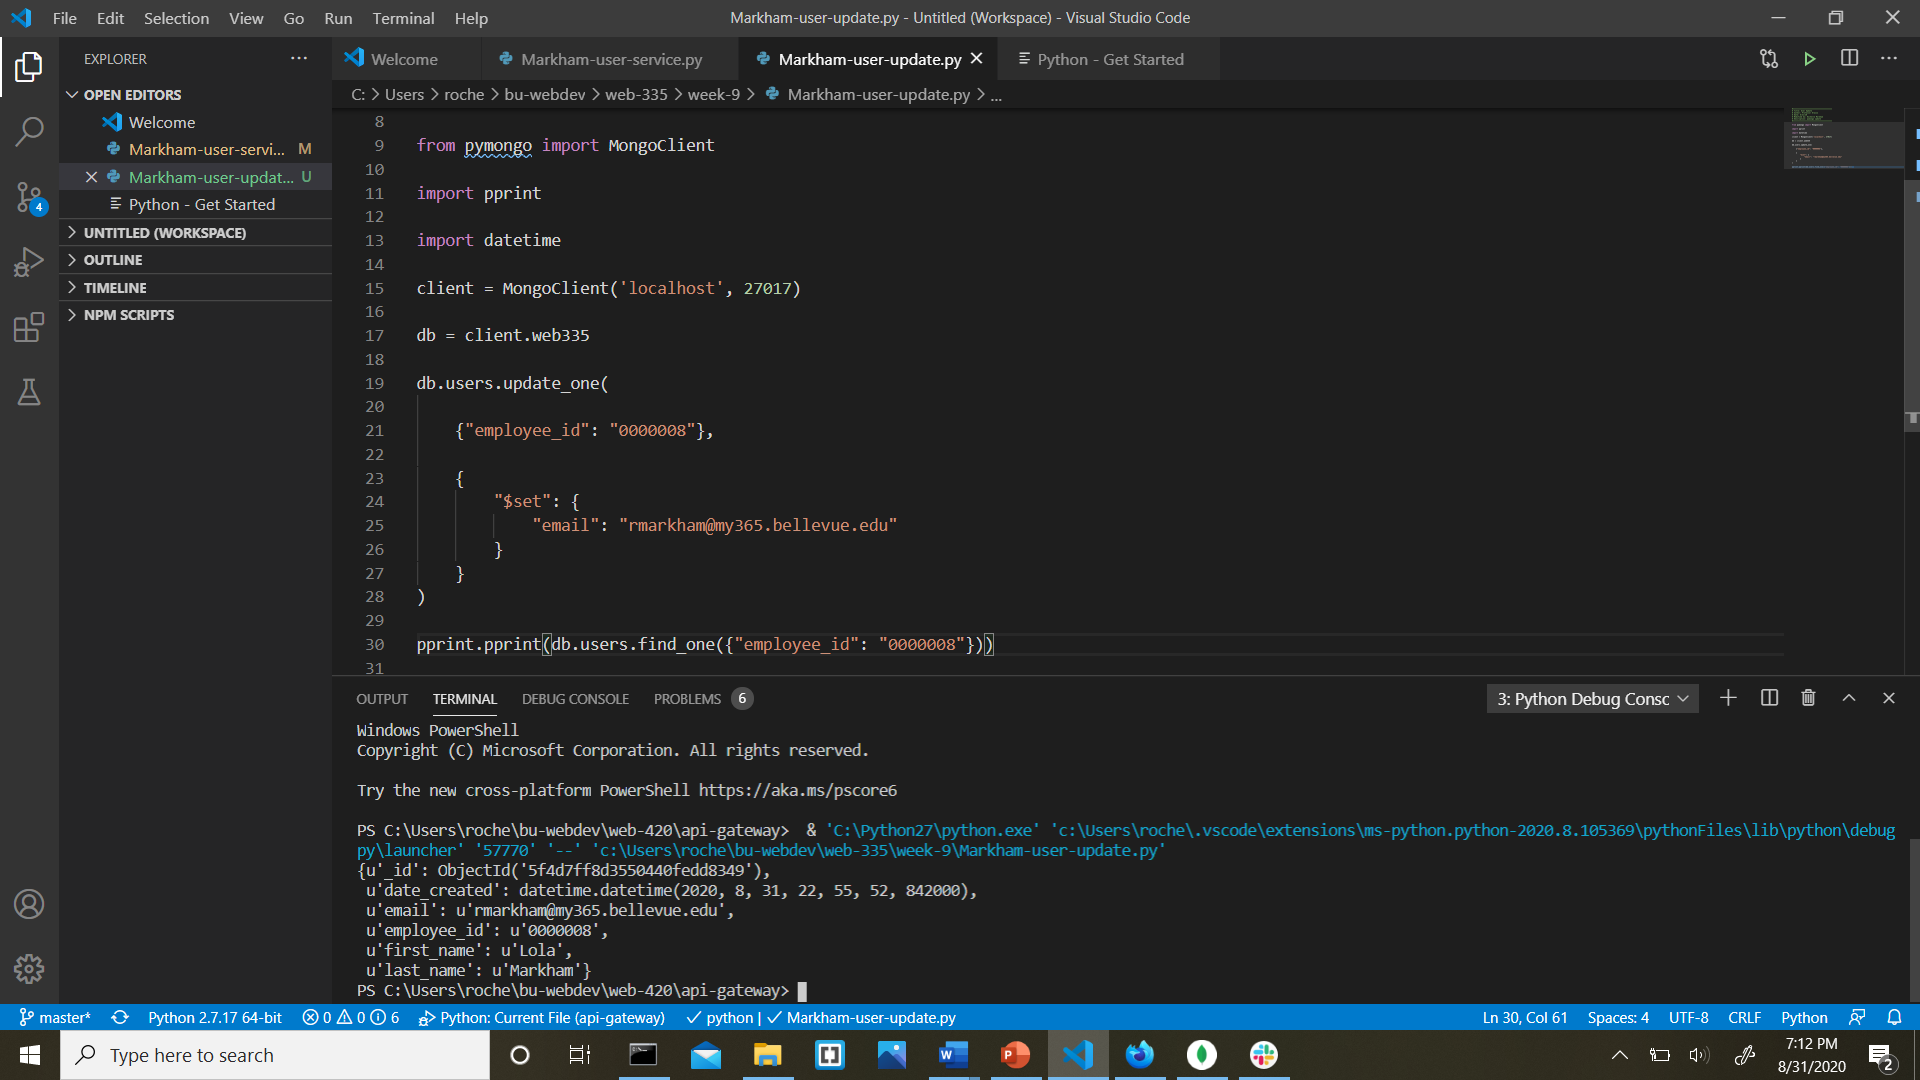 File Edit Selection View Go Run Terminal Help
Markham-user-update.py - Untitled (Workspace) - Visual Studio Code
EXPLORER
OPEN EDITORS
Welcome
Markham-user-servi... M
Markham-user-updat... U
Python - Get Started
UNTITLED (WORKSPACE)
OUTLINE
TIMELINE
NPM SCRIPTS
4
Welcome
Markham-user-service.py
Markham-user-update.py
Python - Get Started
C: > Users > roche > bu-webdev > web-335 > week-9 > Markham-user-update.py > ...
8
9 from pymongo import MongoClient
10
11 import pprint
12
13 import datetime
14
15 client = MongoClient('localhost', 27017)
16
17 db = client.web335
18
19 db.users.update_one(
20
21 {"employee_id": "0000008"},
22
23 {
24 "$set": {
25 "email": "rmarkham@my365.bellevue.edu"
26 }
27 }
28 )
29
30 pprint.pprint(db.users.find_one({"employee_id": "0000008"}))
31
OUTPUT TERMINAL DEBUG CONSOLE PROBLEMS 6
3: Python Debug Consc
Windows PowerShell
Copyright (C) Microsoft Corporation. All rights reserved.
Try the new cross-platform PowerShell https://aka.ms/pscore6
PS C:\Users\roche\bu-webdev\web-420\api-gateway>  & 'C:\Python27\python.exe' 'c:\Users\roche\.vscode\extensions\ms-python.python-2020.8.105369\pythonFiles\lib\python\debug
py\launcher' '57770' '--' 'c:\Users\roche\bu-webdev\web-335\week-9\Markham-user-update.py'
{u'_id': ObjectId('5f4d7ff8d3550440fedd8349'),
u'date_created': datetime.datetime(2020, 8, 31, 22, 55, 52, 842000),
u'email': u'rmarkham@my365.bellevue.edu',
u'employee_id': u'0000008',
u'first_name': u'Lola',
u'last_name': u'Markham'}
PS C:\Users\roche\bu-webdev\web-420\api-gateway>
master* Python 2.7.17 64-bit 0 0 6 Python: Current File (api-gateway) python | Markham-user-update.py
Ln 30, Col 61 Spaces: 4 UTF-8 CRLF Python
Type here to search
7:12 PM
8/31/2020
2